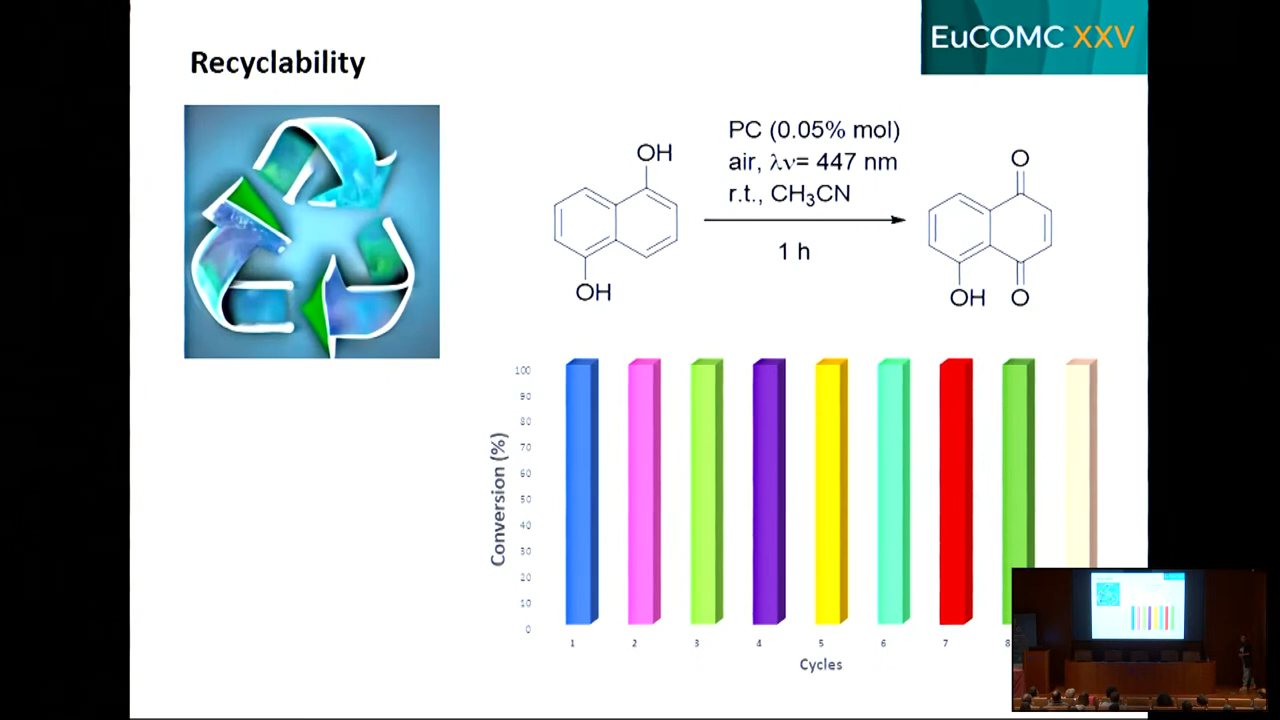 EuCOMC XXV
Recyclability
PC (0.05% mol)
air, λν= 447 nm
r.t., CH₃CN
1 h
OH
OH
O
OH
O
Conversion (%)
100
90
80
70
60
50
40
30
20
10
0
1 2 3 4 5 6 7 8
Cycles